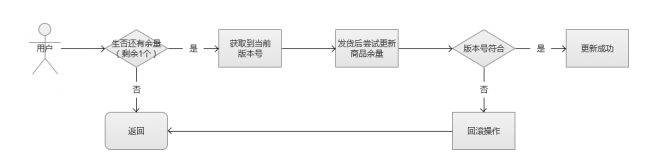 用户
是否还有余量
（剩余1个）
是
获取到当前
版本号
发货后尝试更新
商品余量
版本号符合
是
更新成功
否
否
返回
回滚操作